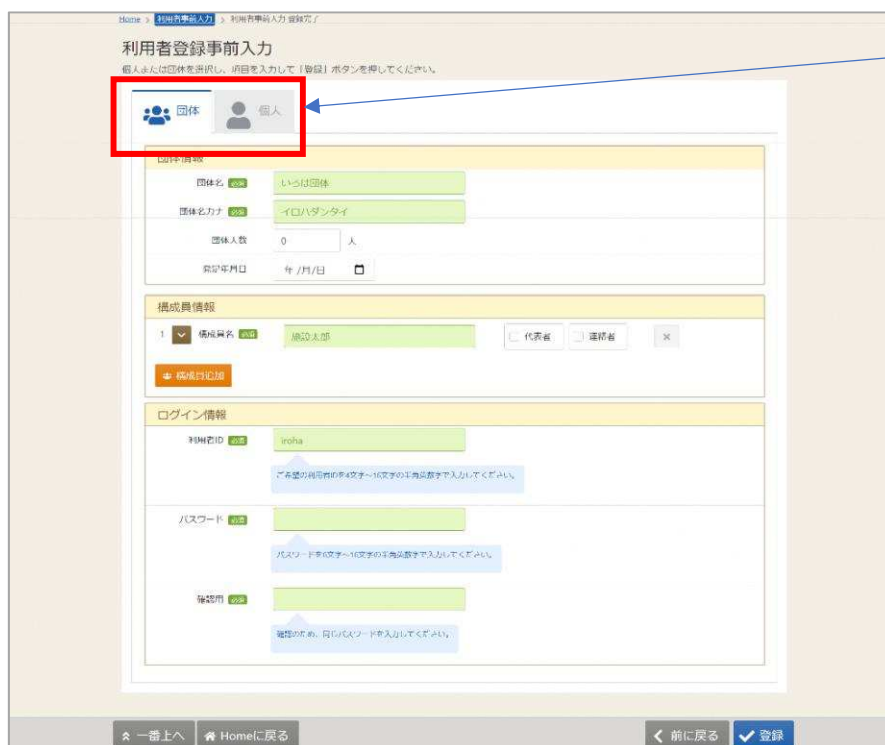 Home > 利用者事前入力 > 利用者事前入力 登録完了
利用者登録事前入力
個人または団体を選択し、項目を入力して「登録」ボタンを押してください。
団体 個人
団体情報
団体名 必須 いろは団体
団体名カナ 必須 イロハダンタイ
団体人数 0 人
発足年月日 年 /月/日
構成員情報
1 構成員名 必須 施設太郎 代表者 連絡者 ×
構成員追加
ログイン情報
利用者ID 必須 iroha
ご希望の利用者IDを4文字～16文字の半角英数字で入力してください。
パスワード 必須
パスワードを6文字～16文字の半角英数字で入力してください。
確認用 必須
確認のため、同じパスワードを入力してください。
一番上へ Homeに戻る 前に戻る 登録